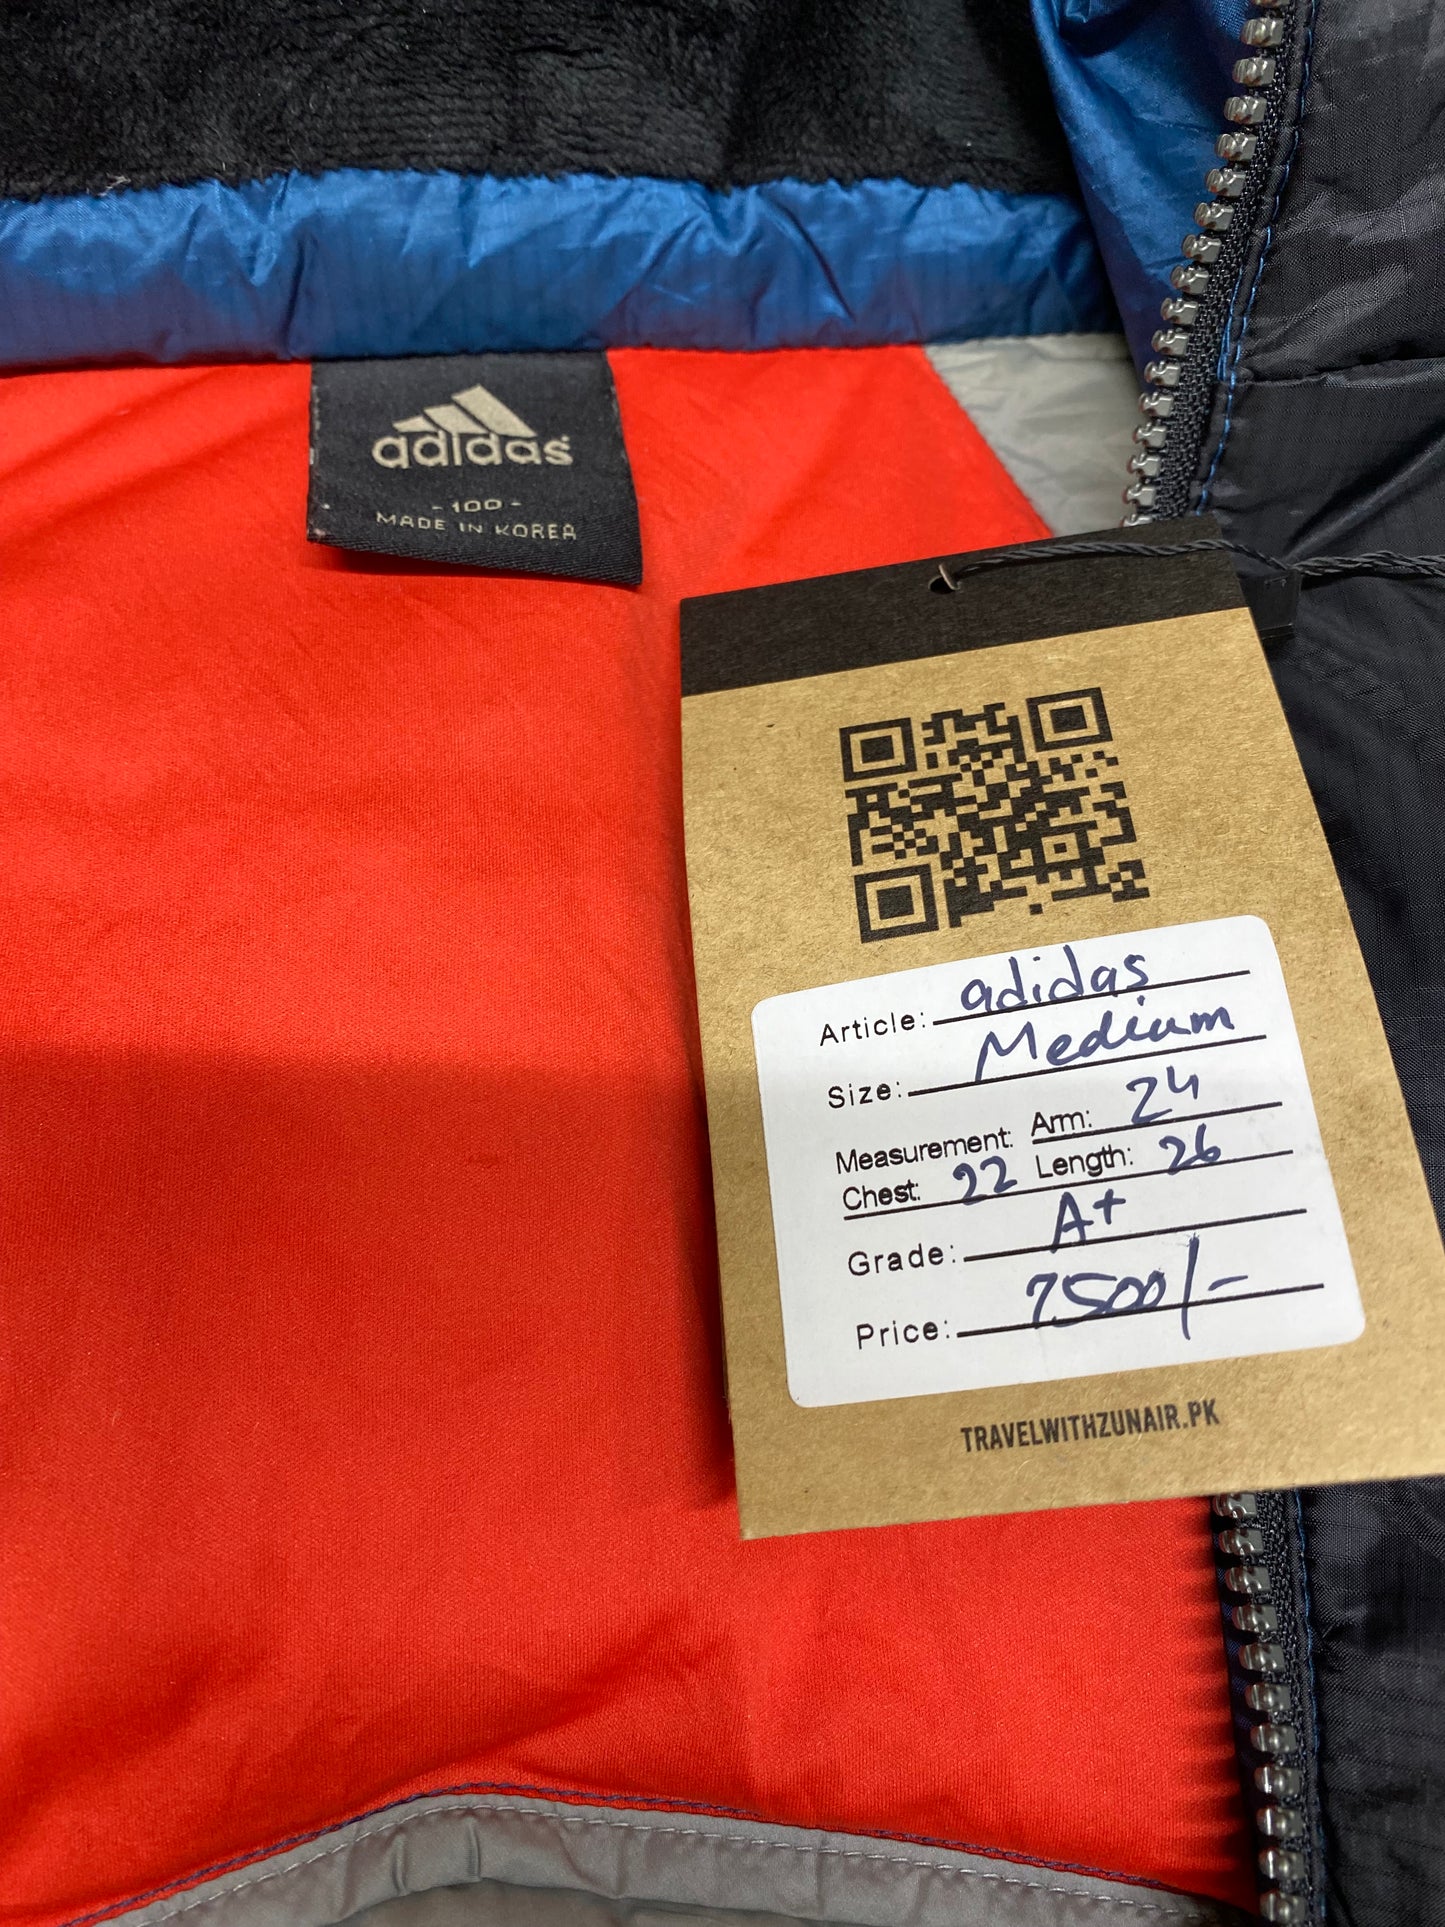 adidas
- 100 -
MADE IN KOREA
Article: adidas
Size: Medium
Measurement: Arm: 24
Chest: 22 Length: 26
Grade: A+
Price: 7500/-
TRAVELWITHZUNAIR.PK